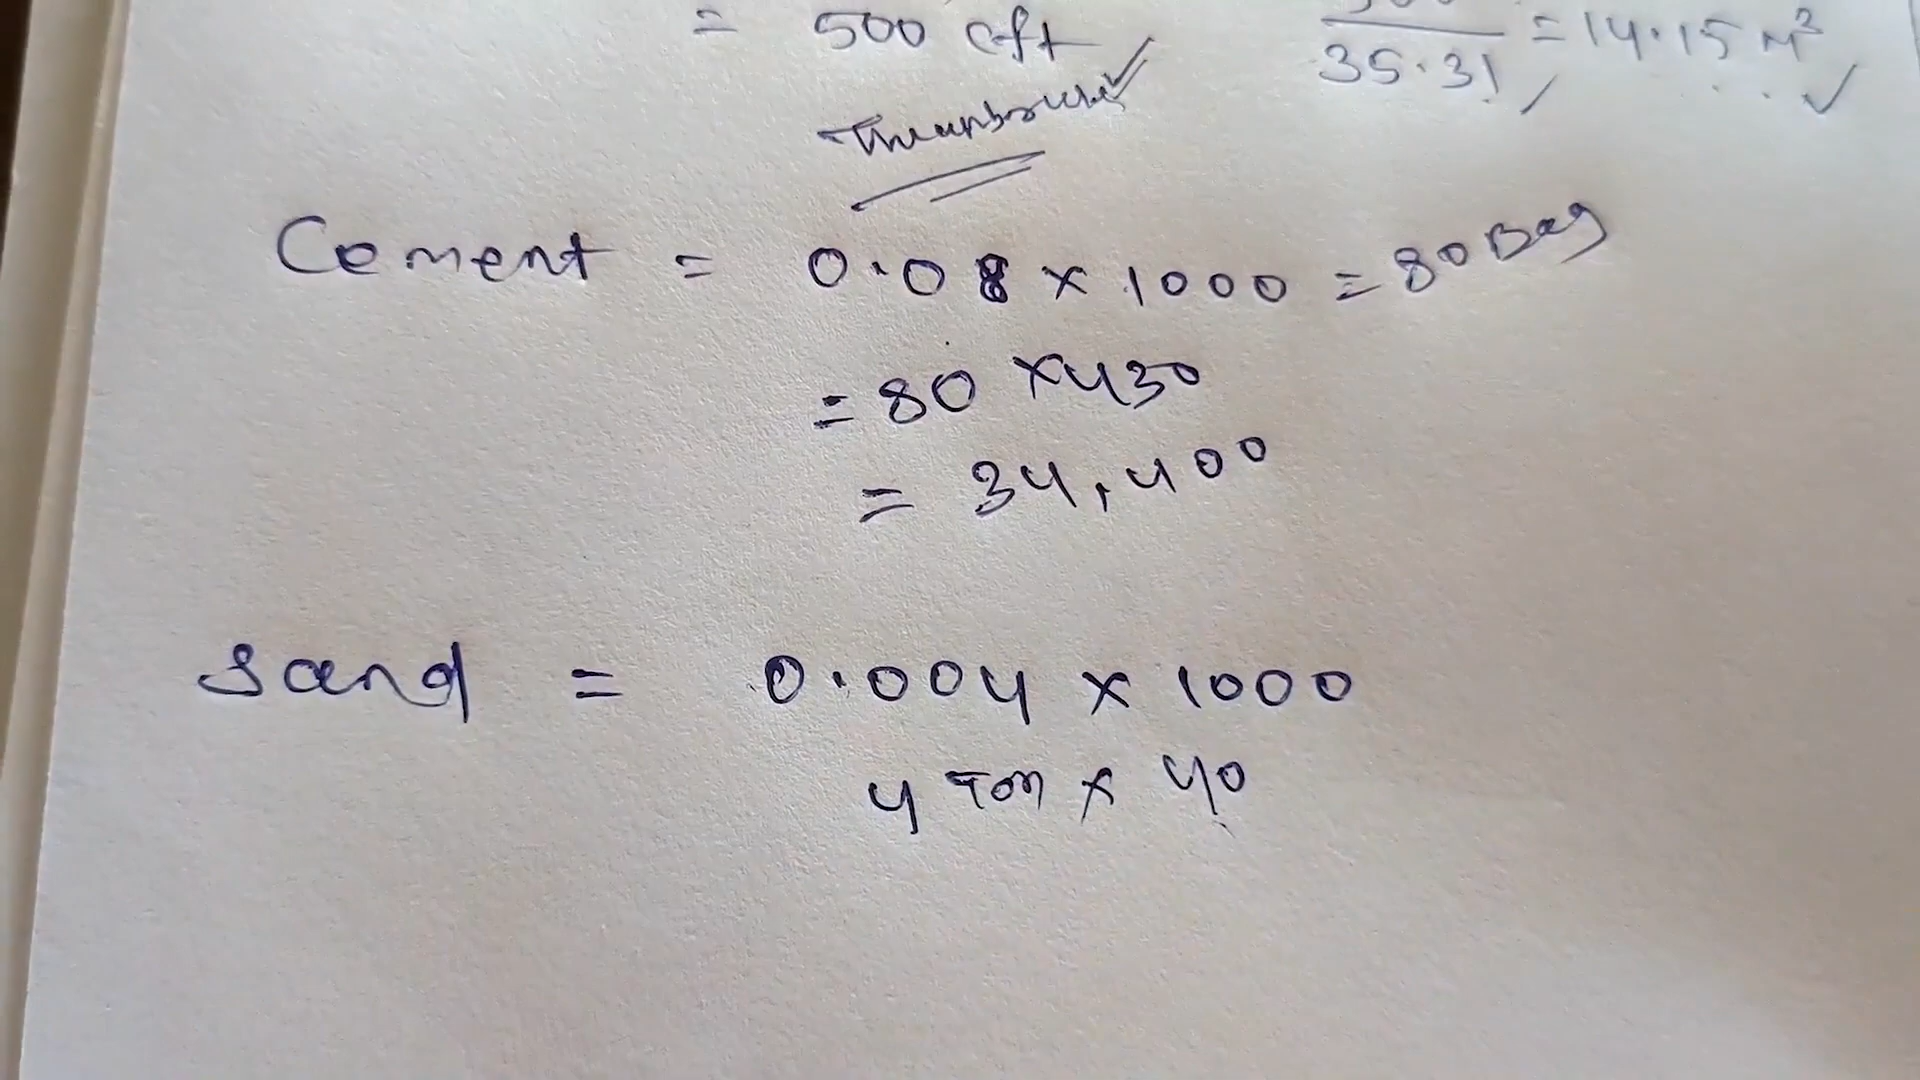 = 500 cft
35.31 = 14.15 M³
Thumbrule
Cement = 0.08 x 1000 = 80 Bag
= 80 x 430
= 34,400
Sand = 0.004 x 1000
4 Ton x 40